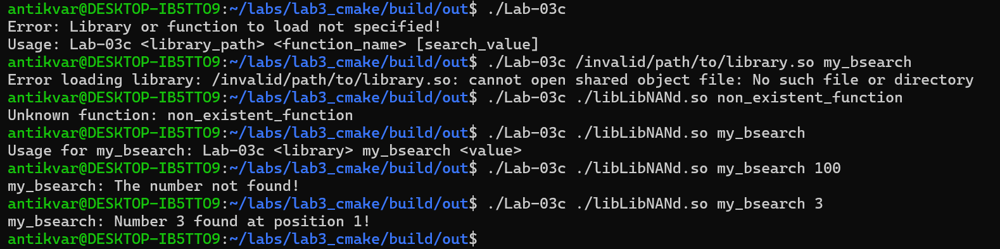 antikvar@DESKTOP-IB5TTO9:~/labs/lab3_cmake/build/out$ ./Lab-03c
Error: Library or function to load not specified!
Usage: Lab-03c <library_path> <function_name> [search_value]
antikvar@DESKTOP-IB5TTO9:~/labs/lab3_cmake/build/out$ ./Lab-03c /invalid/path/to/library.so my_bsearch
Error loading library: /invalid/path/to/library.so: cannot open shared object file: No such file or directory
antikvar@DESKTOP-IB5TTO9:~/labs/lab3_cmake/build/out$ ./Lab-03c ./libLibNANd.so non_existent_function
Unknown function: non_existent_function
antikvar@DESKTOP-IB5TTO9:~/labs/lab3_cmake/build/out$ ./Lab-03c ./libLibNANd.so my_bsearch
Usage for my_bsearch: Lab-03c <library> my_bsearch <value>
antikvar@DESKTOP-IB5TTO9:~/labs/lab3_cmake/build/out$ ./Lab-03c ./libLibNANd.so my_bsearch 100
my_bsearch: The number not found!
antikvar@DESKTOP-IB5TTO9:~/labs/lab3_cmake/build/out$ ./Lab-03c ./libLibNANd.so my_bsearch 3
my_bsearch: Number 3 found at position 1!
antikvar@DESKTOP-IB5TTO9:~/labs/lab3_cmake/build/out$